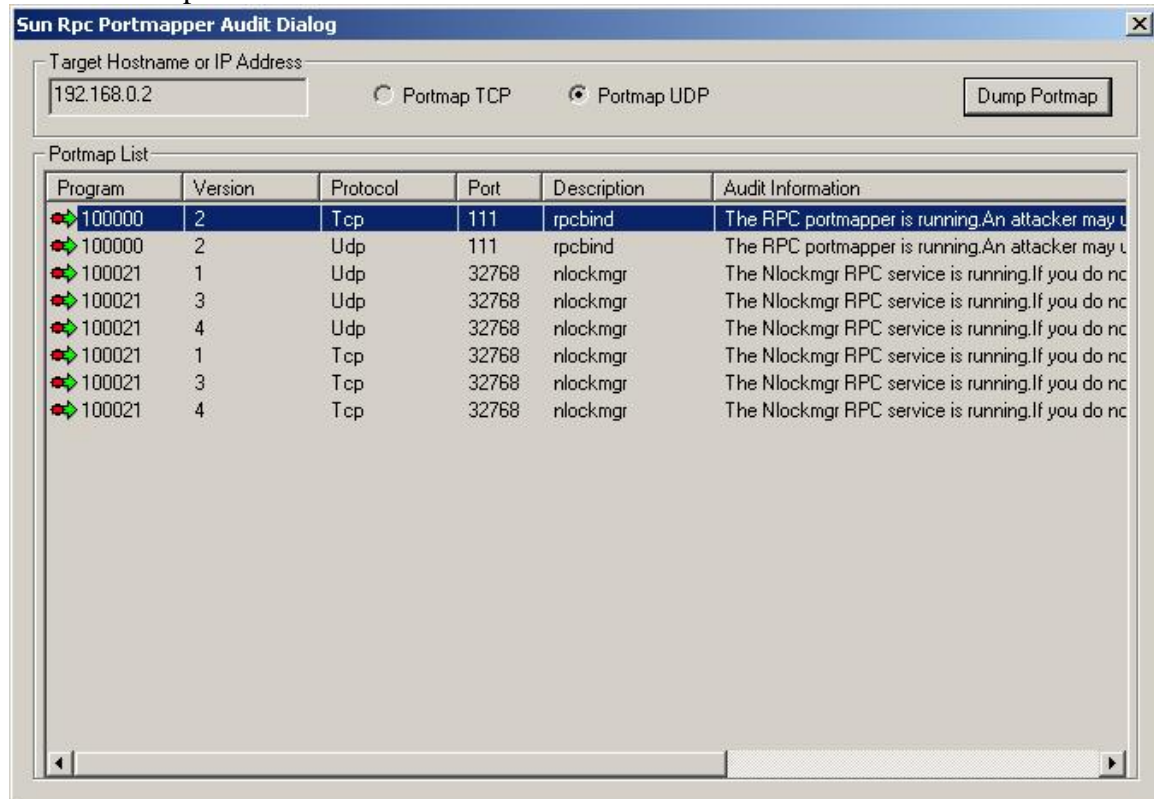 Sun Rpc Portmapper Audit Dialog
Target Hostname or IP Address
192.168.0.2 Portmap TCP Portmap UDP Dump Portmap
Portmap List
Program Version Protocol Port Description Audit Information
100000 2 Tcp 111 rpcbind The RPC portmapper is running.An attacker may
100000 2 Udp 111 rpcbind The RPC portmapper is running.An attacker may
100021 1 Udp 32768 nlockmgr The Nlockmgr RPC service is running.If you do
100021 3 Udp 32768 nlockmgr The Nlockmgr RPC service is running.If you do
100021 4 Udp 32768 nlockmgr The Nlockmgr RPC service is running.If you do
100021 1 Tcp 32768 nlockmgr The Nlockmgr RPC service is running.If you do
100021 3 Tcp 32768 nlockmgr The Nlockmgr RPC service is running.If you do
100021 4 Tcp 32768 nlockmgr The Nlockmgr RPC service is running.If you do